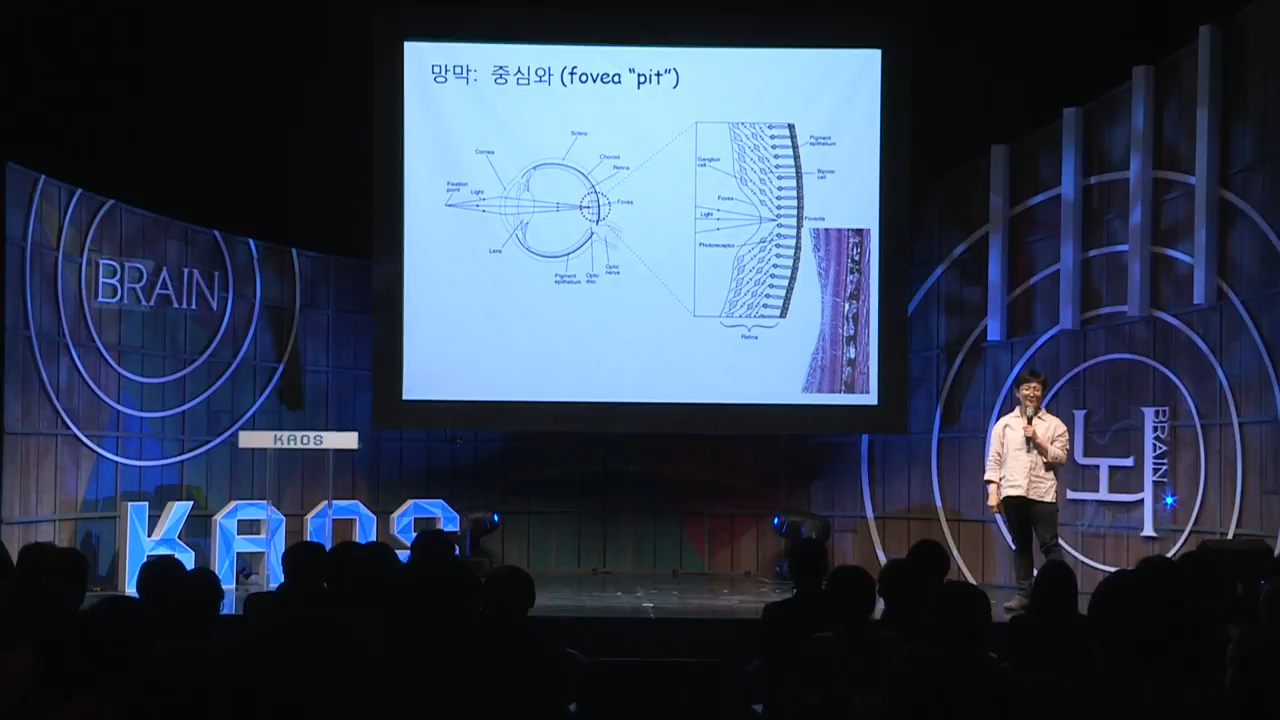 망막: 중심와 (fovea "pit")
Sclera
Cornea
Choroid
Retina
Fixation point
Light
Fovea
Lens
Pigment epithelium
Optic disc
Optic nerve
Pigment epithelium
Ganglion cell
Bipolar cell
Fovea
Light
Foveola
Photoreceptor
Retina
BRAIN
KAOS
KAOS
뇌
BRAIN